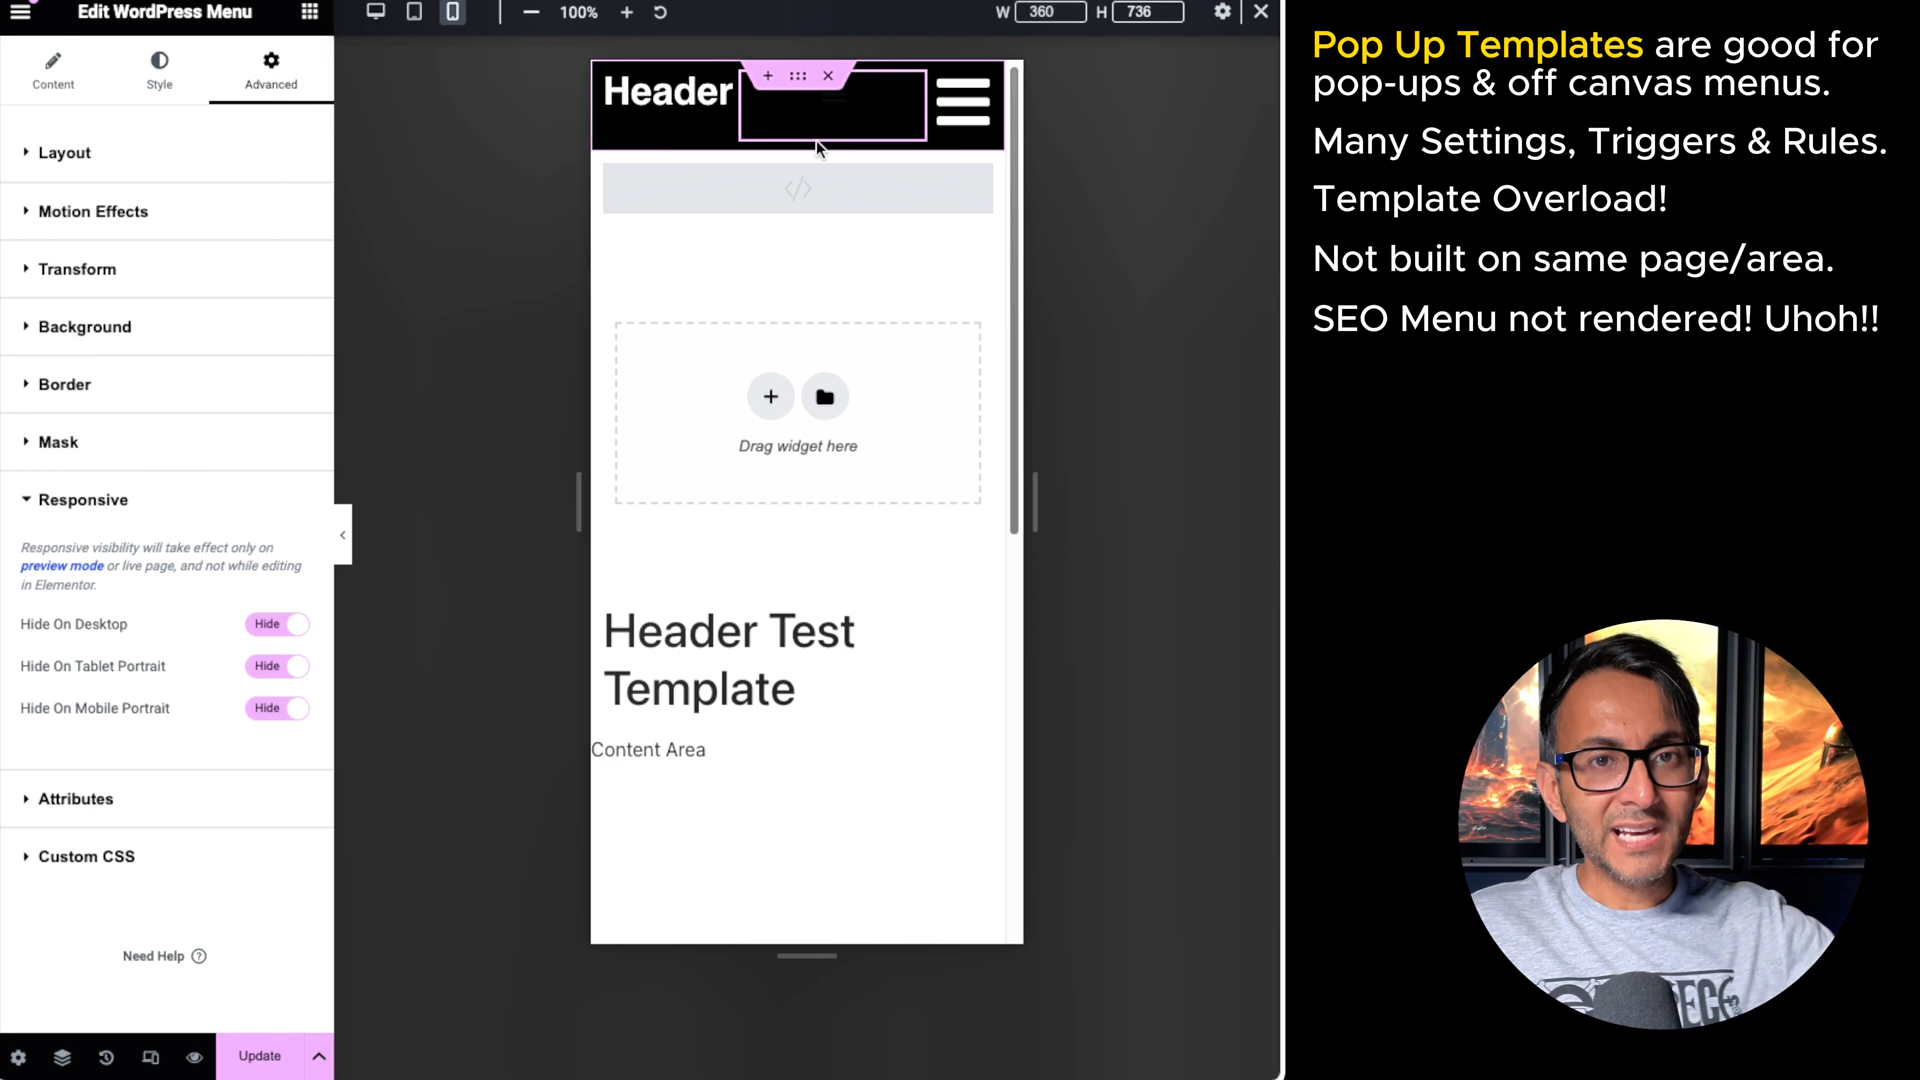 Edit WordPress Menu
100%
W 360 H 736
Content Style Advanced
Layout
Motion Effects
Transform
Background
Border
Mask
Responsive
Responsive visibility will take effect only on
preview mode or live page, and not while editing
in Elementor.
Hide On Desktop Hide
Hide On Tablet Portrait Hide
Hide On Mobile Portrait Hide
Attributes
Custom CSS
Need Help ?
Update
Header
</>
Drag widget here
Header Test
Template
Content Area
Pop Up Templates are good for
pop-ups & off canvas menus.
Many Settings, Triggers & Rules.
Template Overload!
Not built on same page/area.
SEO Menu not rendered! Uhoh!!